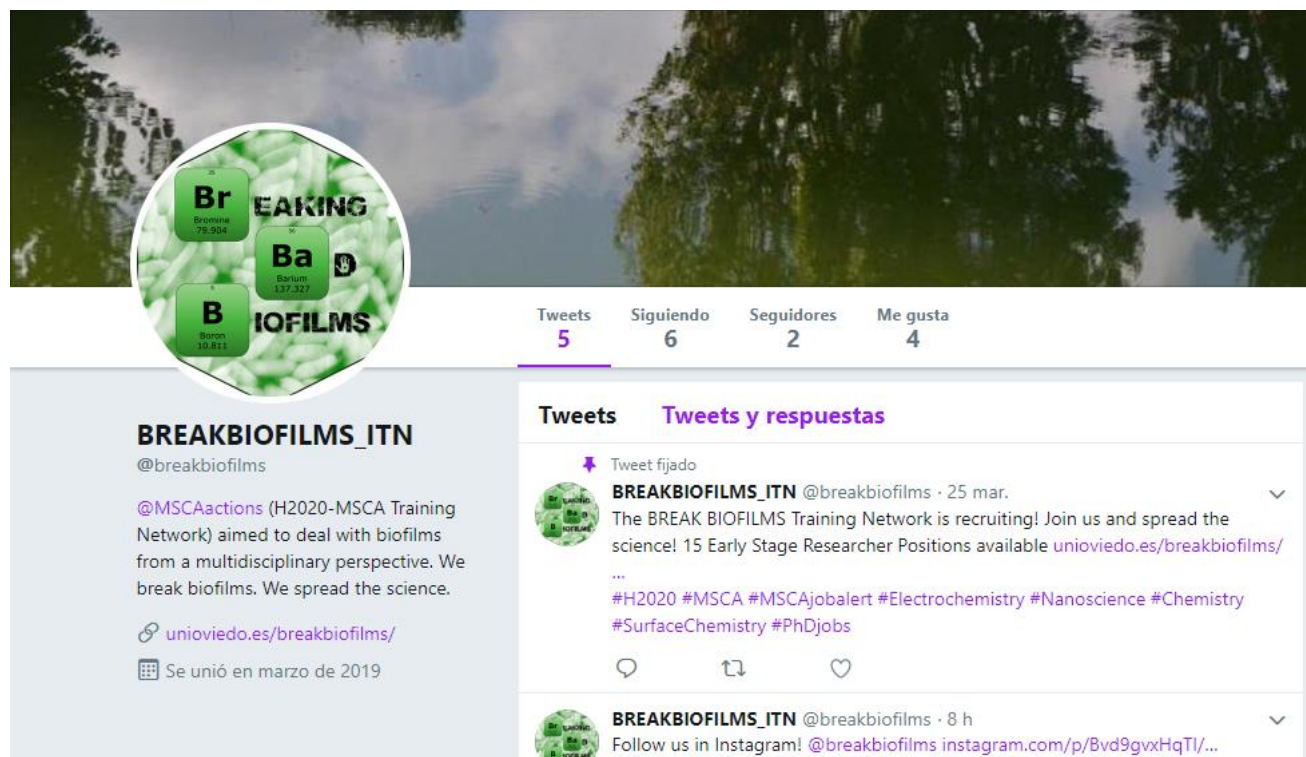 35
Br
Bromine
79.904
EAKING
56
Ba
Barium
137.327
D
5
B
Boron
10.811
IOFILMS
Tweets Siguiendo Seguidores Me gusta
5 6 2 4
BREAKBIOFILMS_ITN
@breakbiofilms
@MSCAactions (H2020-MSCA Training
Network) aimed to deal with biofilms
from a multidisciplinary perspective. We
break biofilms. We spread the science.
unioviedo.es/breakbiofilms/
Se unió en marzo de 2019
Tweets Tweets y respuestas
Tweet fijado
BREAKBIOFILMS_ITN @breakbiofilms · 25 mar.
The BREAK BIOFILMS Training Network is recruiting! Join us and spread the
science! 15 Early Stage Researcher Positions available unioviedo.es/breakbiofilms/
...
#H2020 #MSCA #MSCAjobalert #Electrochemistry #Nanoscience #Chemistry
#SurfaceChemistry #PhDjobs
BREAKBIOFILMS_ITN @breakbiofilms · 8 h
Follow us in Instagram! @breakbiofilms instagram.com/p/Bvd9gvxHqTl/...